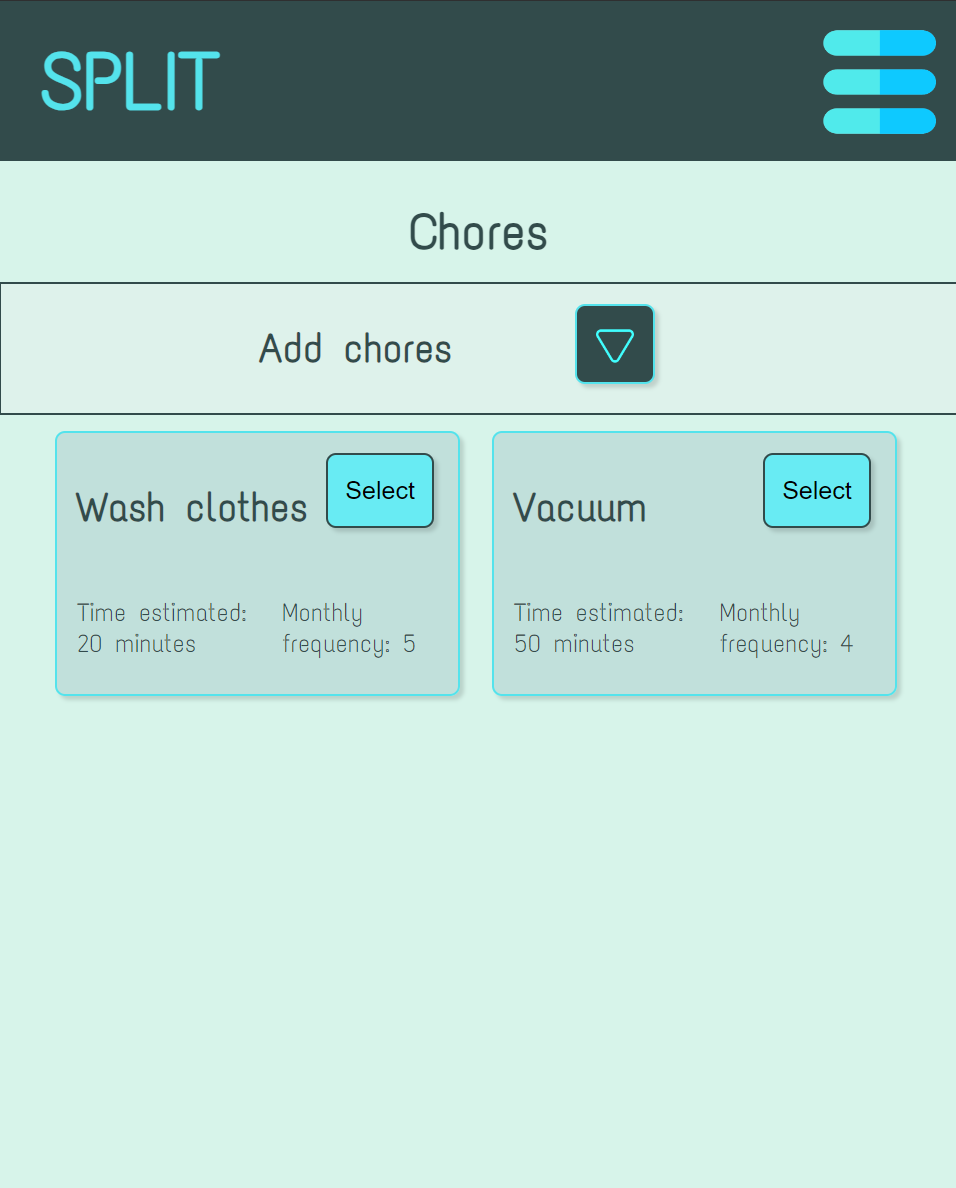 SPLIT
Chores
Add chores
Wash clothes
Select
Time estimated:
20 minutes
Monthly
frequency: 5
Vacuum
Select
Time estimated:
50 minutes
Monthly
frequency: 4